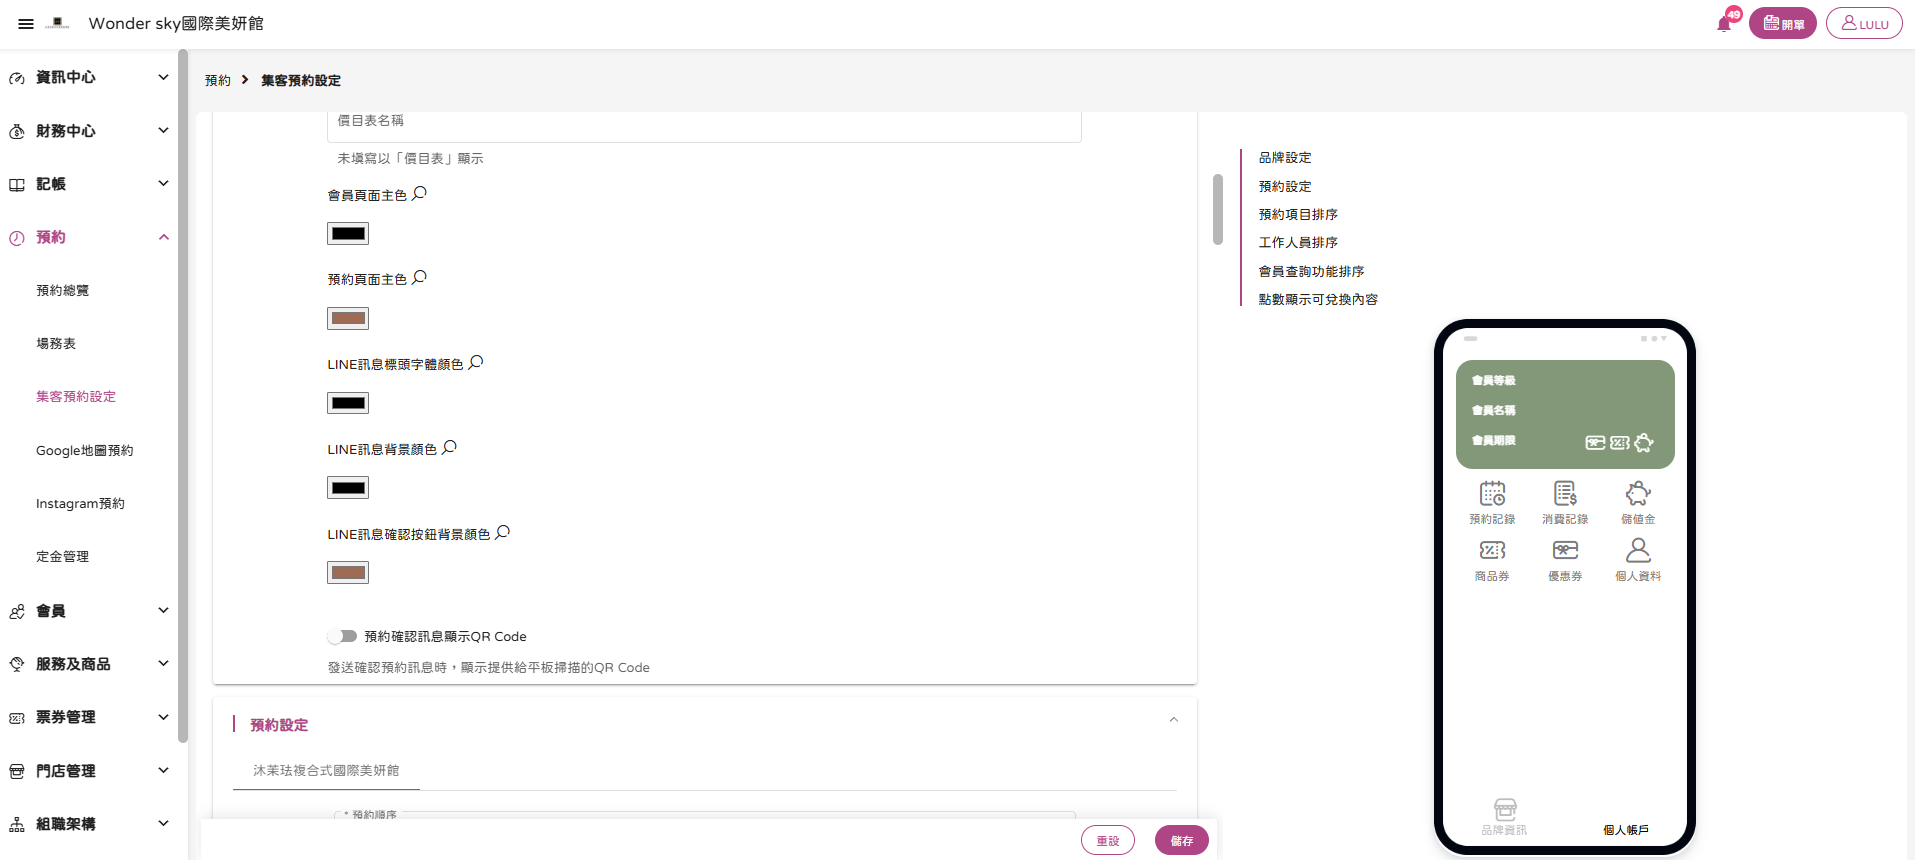 Wonder sky國際美妍館
49
開單
LULU
資訊中心
財務中心
記帳
預約
預約總覽
場務表
集客預約設定
Google地圖預約
Instagram預約
定金管理
會員
服務及商品
票券管理
門店管理
組職架構
預約 > 集客預約設定
價目表名稱
未填寫以「價目表」顯示
會員頁面主色
預約頁面主色
LINE訊息標頭字體顏色
LINE訊息背景顏色
LINE訊息確認按鈕背景顏色
預約確認訊息顯示QR Code
發送確認預約訊息時，顯示提供給平板掃描的QR Code
預約設定
沐茉珐複合式國際美妍館
* 預約順序
重設
儲存
品牌設定
預約設定
預約項目排序
工作人員排序
會員查詢功能排序
點數顯示可兌換內容
會員等級
會員名稱
會員期限
預約記錄 消費記錄 儲值金
商品券 優惠券 個人資料
品牌資訊 個人帳戶